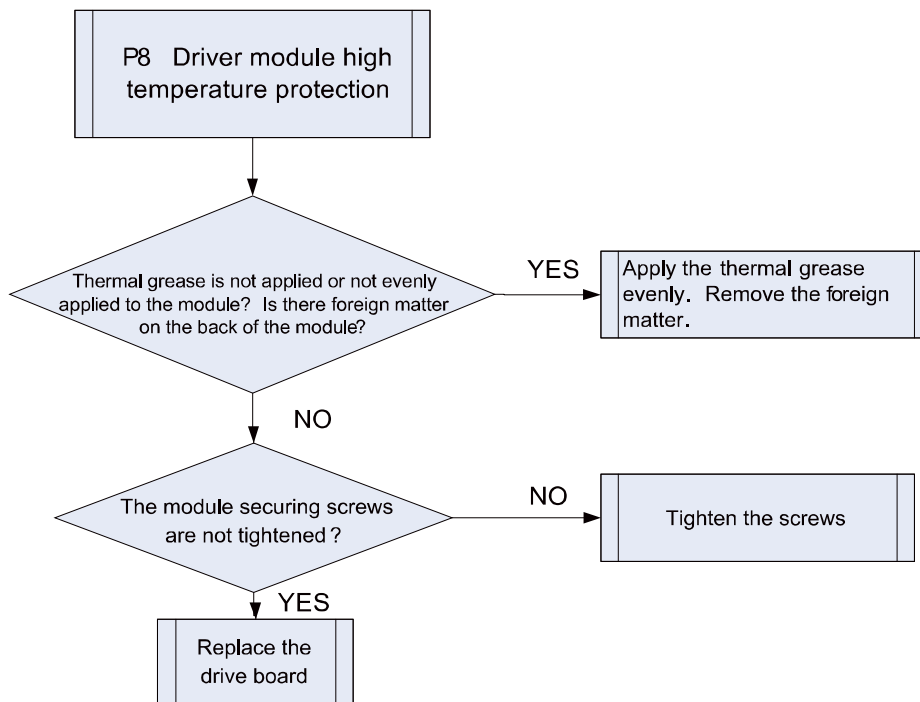 P8 Driver module high
temperature protection
Thermal grease is not applied or not evenly
applied to the module? Is there foreign matter
on the back of the module?
YES
Apply the thermal grease
evenly. Remove the foreign
matter.
NO
The module securing screws
are not tightened?
NO
Tighten the screws
YES
Replace the
drive board